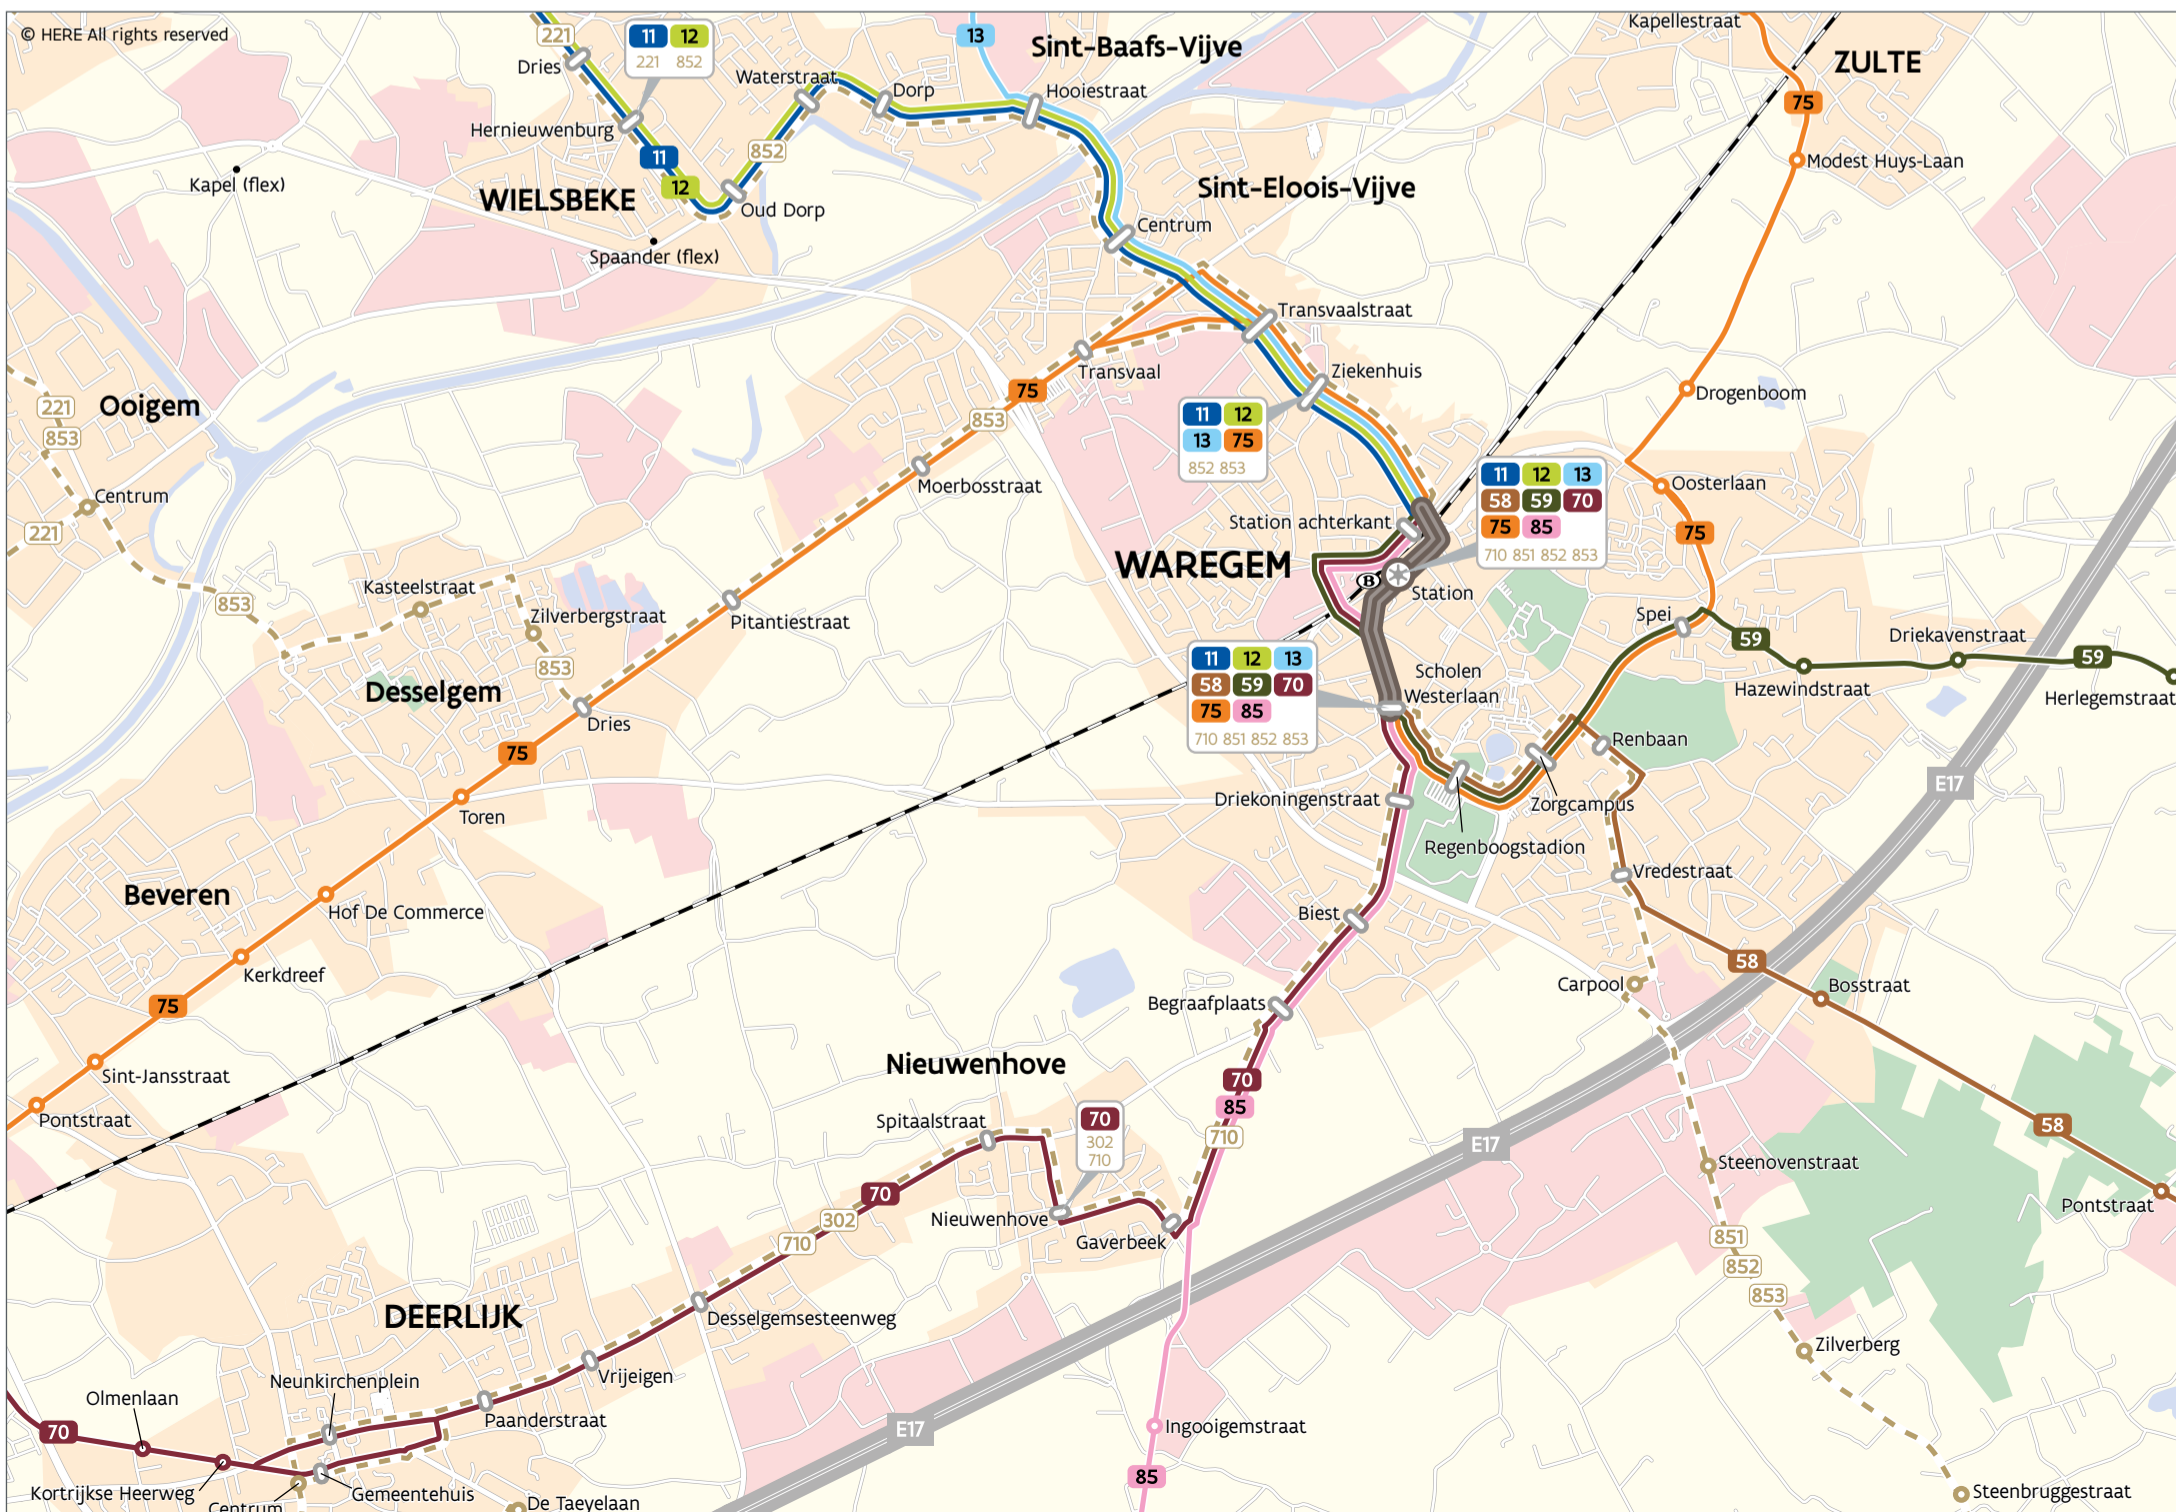 © HERE All rights reserved
221
11 12
221 852
13
Sint-Baafs-Vijve
Kapellestraat
ZULTE
Dries
Waterstraat
Dorp
Hooiestraat
75
Hernieuwenburg
11
852
Modest Huys-Laan
Kapel (flex)
WIELSBEKE
12
Oud Dorp
Sint-Eloois-Vijve
Centrum
Spaander (flex)
Transvaalstraat
Transvaal
Ziekenhuis
75
Drogenboom
221
Ooigem
853
853
11 12
13 75
852 853
Moerbosstraat
11 12 13
58 59 70
75 85
710 851 852 853
Oosterlaan
Centrum
221
Station achterkant
75
WAREGEM
B
Station
Kasteelstraat
853
Zilverbergstraat
Pitantiestraat
Spei
59
Driekavenstraat
59
Hazewindstraat
Herlegemstraat
853
Desselgem
Dries
11 12 13
58 59 70
75 85
710 851 852 853
Scholen
Westerlaan
75
Renbaan
E17
Toren
Driekoningenstraat
Zorgcampus
Regenboogstadion
Vredestraat
Beveren
Hof De Commerce
Biest
Kerkdreef
58
75
Carpool
Bosstraat
Begraafplaats
Sint-Jansstraat
Nieuwenhove
70
85
Pontstraat
Spitaalstraat
70
302
710
710
E17
58
Steenovenstraat
70
302
710
Nieuwenhove
Gaverbeek
Pontstraat
851
852
853
DEERLIJK
Desselgemsesteenweg
Zilverberg
Vrijeigen
Neunkirchenplein
Olmenlaan
Paanderstraat
70
E17
Ingooigemstraat
85
Kortrijkse Heerweg
Centrum
Gemeentehuis
De Taeyelaan
Steenbruggestraat